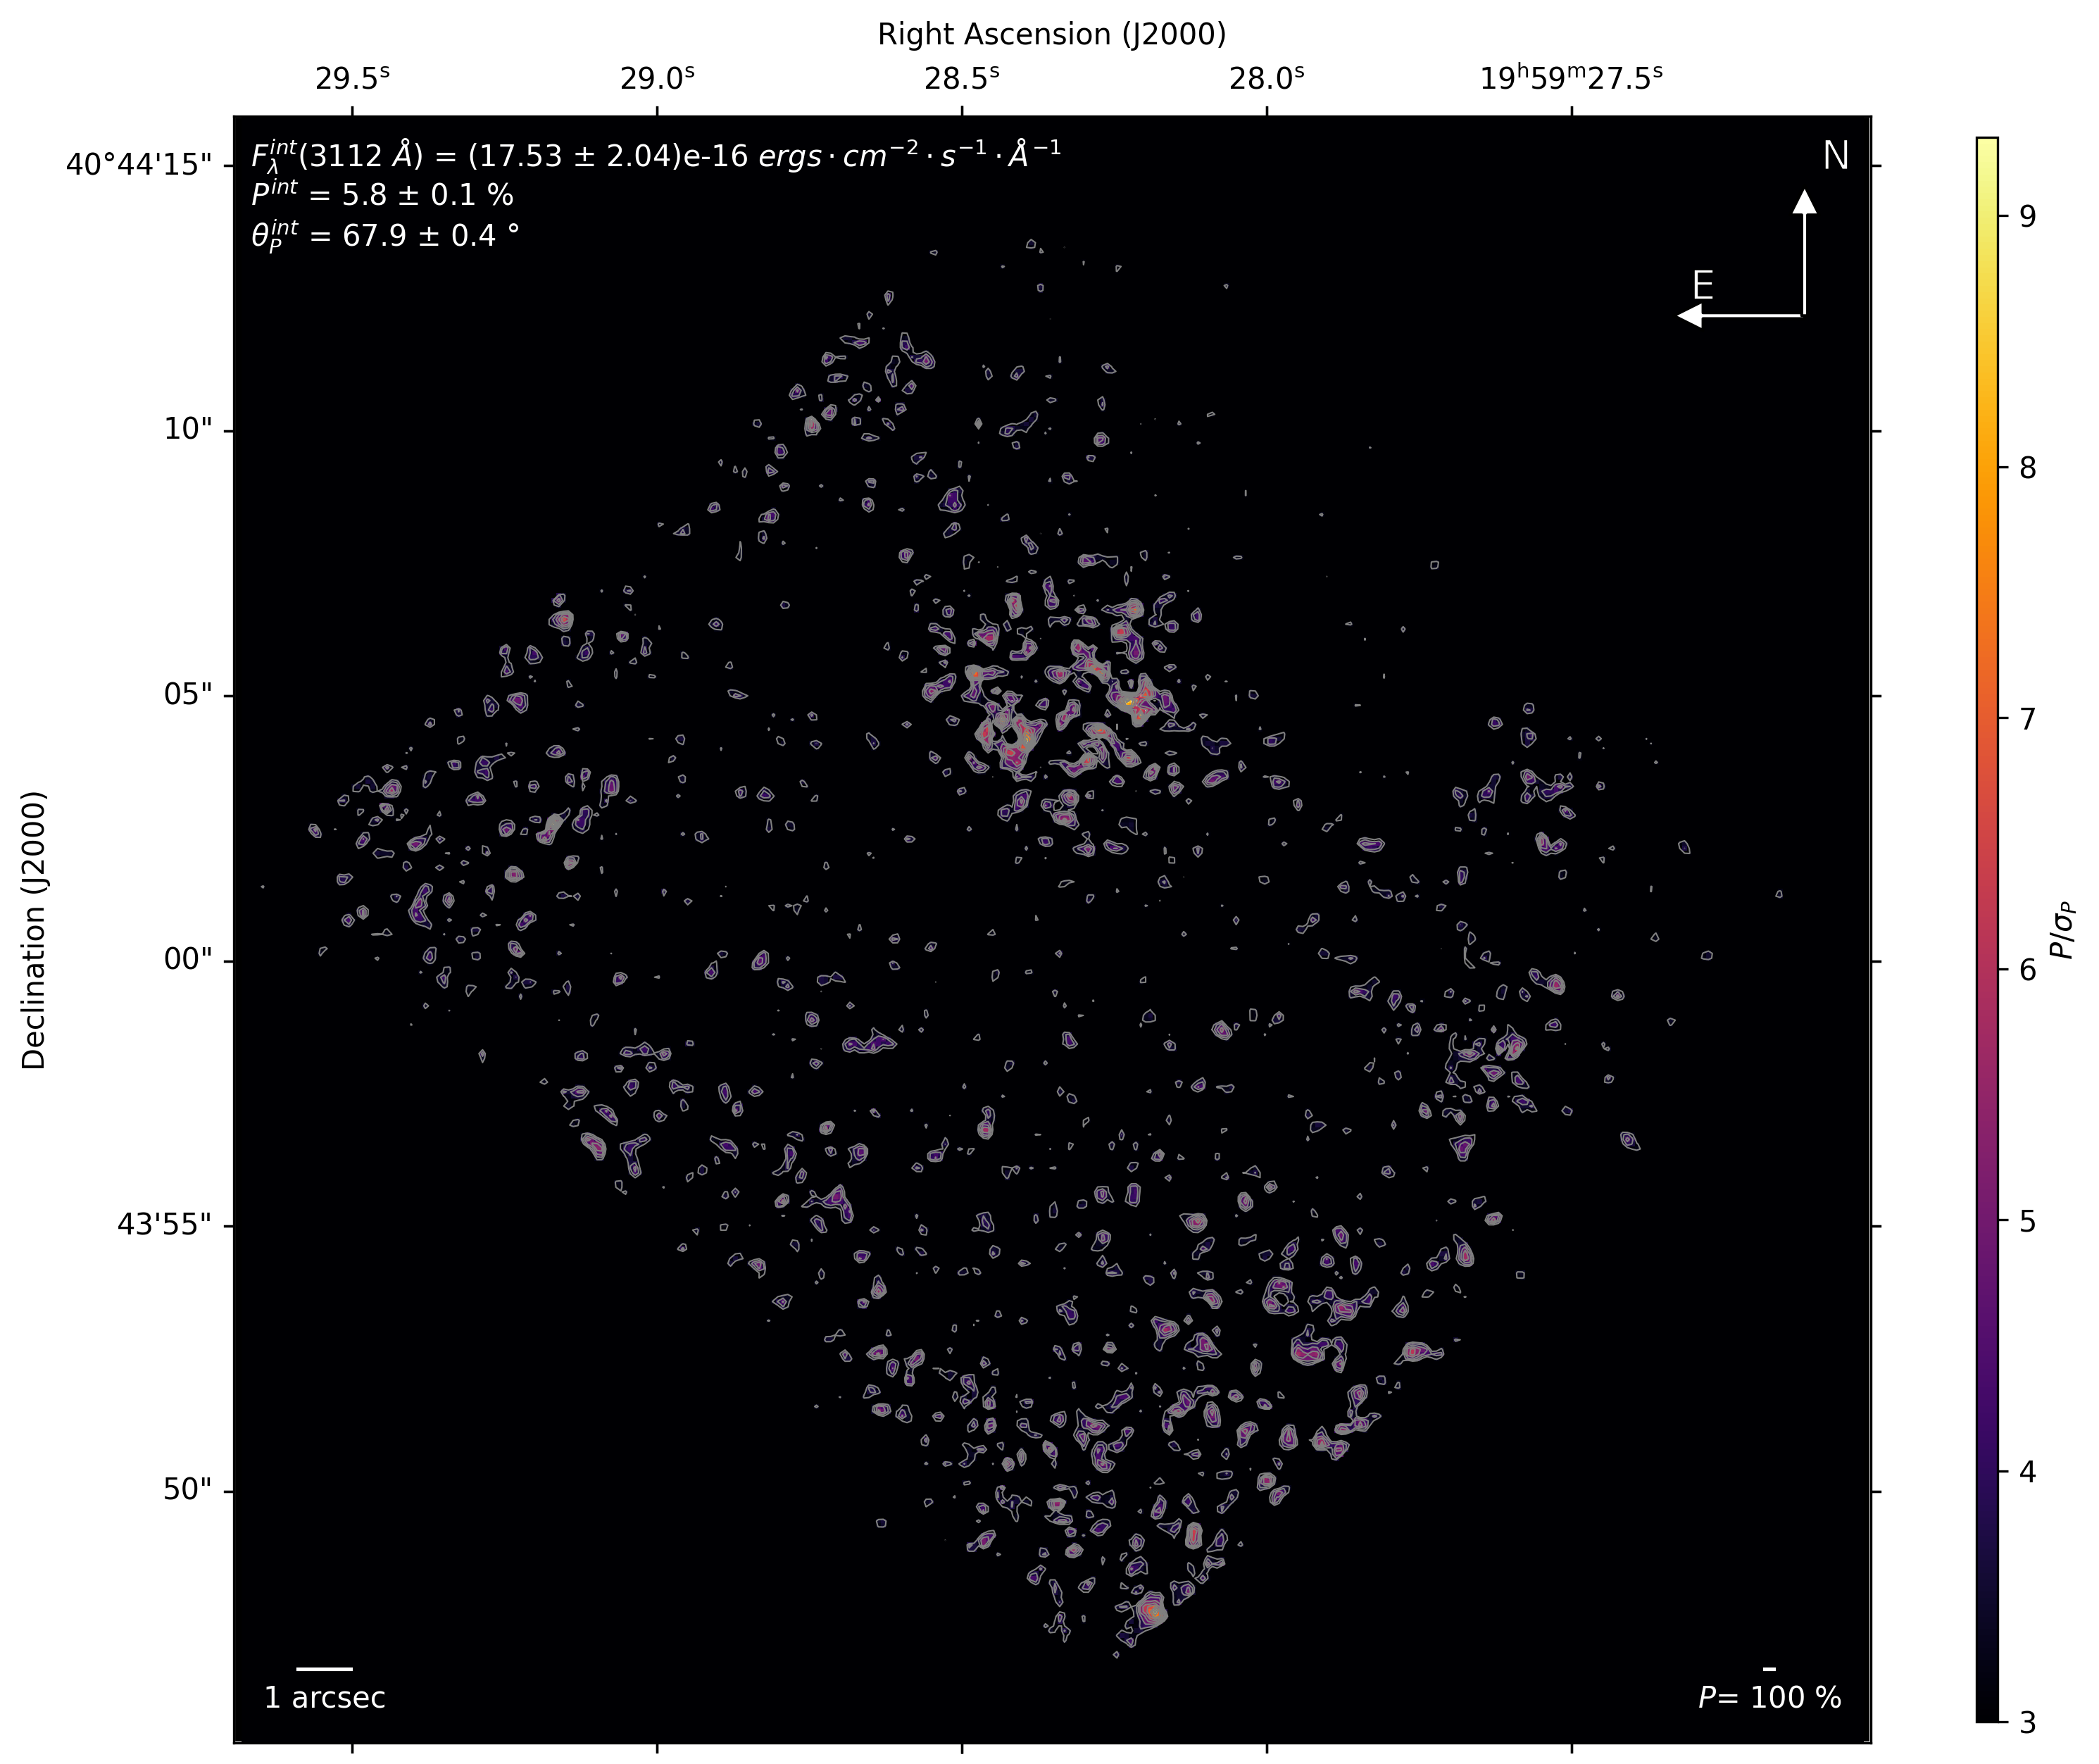 Right Ascension (J2000)
29.5ˢ 29.0ˢ 28.5ˢ 28.0ˢ 19ʰ59ᵐ27.5ˢ
F_λ^{int}(3112 Å) = (17.53 ± 2.04)e-16 ergs · cm⁻² · s⁻¹ · Å⁻¹
P^{int} = 5.8 ± 0.1 %
θ_P^{int} = 67.9 ± 0.4 °
N
E
40°44'15"
10"
05"
00"
43'55"
50"
Declination (J2000)
1 arcsec
P= 100 %
9
8
7
6
5
4
3
P/σ_P